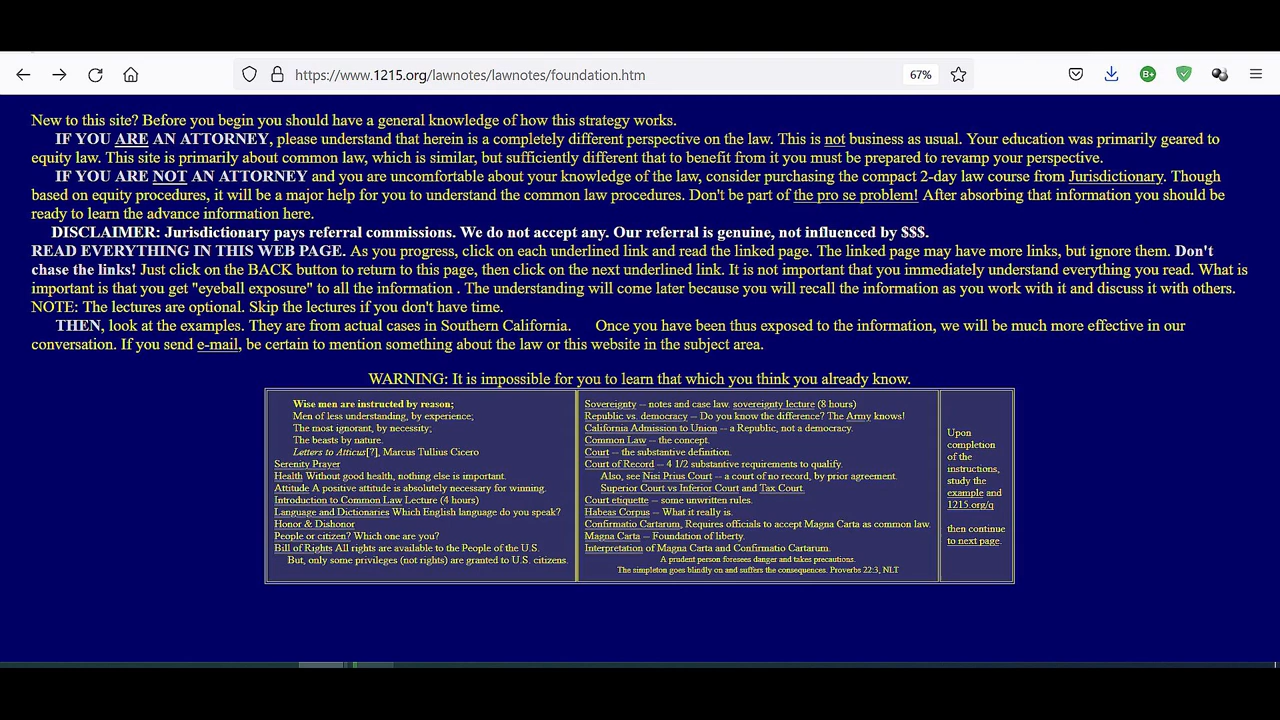 https://www.1215.org/lawnotes/lawnotes/foundation.htm
67%
New to this site? Before you begin you should have a general knowledge of how this strategy works.
IF YOU ARE AN ATTORNEY, please understand that herein is a completely different perspective on the law. This is not business as usual. Your education was primarily geared to
equity law. This site is primarily about common law, which is similar, but sufficiently different that to benefit from it you must be prepared to revamp your perspective.
IF YOU ARE NOT AN ATTORNEY and you are uncomfortable about your knowledge of the law, consider purchasing the compact 2-day law course from Jurisdictionary. Though
based on equity procedures, it will be a major help for you to understand the common law procedures. Don't be part of the pro se problem! After absorbing that information you should be
ready to learn the advance information here.
DISCLAIMER: Jurisdictionary pays referral commissions. We do not accept any. Our referral is genuine, not influenced by $$$.
READ EVERYTHING IN THIS WEB PAGE. As you progress, click on each underlined link and read the linked page. The linked page may have more links, but ignore them. Don't
chase the links! Just click on the BACK button to return to this page, then click on the next underlined link. It is not important that you immediately understand everything you read. What is
important is that you get "eyeball exposure" to all the information . The understanding will come later because you will recall the information as you work with it and discuss it with others.
NOTE: The lectures are optional. Skip the lectures if you don't have time.
THEN, look at the examples. They are from actual cases in Southern California. Once you have been thus exposed to the information, we will be much more effective in our
conversation. If you send e-mail, be certain to mention something about the law or this website in the subject area.
WARNING: It is impossible for you to learn that which you think you already know.
Wise men are instructed by reason;
Men of less understanding, by experience;
The most ignorant, by necessity;
The beasts by nature.
Letters to Atticus[?], Marcus Tullius Cicero
Serenity Prayer
Health Without good health, nothing else is important.
Attitude A positive attitude is absolutely necessary for winning.
Introduction to Common Law Lecture (4 hours)
Language and Dictionaries Which English language do you speak?
Honor & Dishonor
People or citizen? Which one are you?
Bill of Rights All rights are available to the People of the U.S.
But, only some privileges (not rights) are granted to U.S. citizens.
Sovereignty -- notes and case law, sovereignty lecture (8 hours)
Republic vs. democracy -- Do you know the difference? The Army knows!
California Admission to Union -- a Republic, not a democracy.
Common Law -- the concept.
Court -- the substantive definition.
Court of Record -- 4 1/2 substantive requirements to qualify.
Also, see Nisi Prius Court -- a court of no record, by prior agreement.
Superior Court vs Inferior Court and Tax Court.
Court etiquette -- some unwritten rules.
Habeas Corpus -- What it really is.
Confirmatio Cartarum, Requires officials to accept Magna Carta as common law.
Magna Carta -- Foundation of liberty.
Interpretation of Magna Carta and Confirmatio Cartarum.
A prudent person foresees danger and takes precautions.
The simpleton goes blindly on and suffers the consequences. Proverbs 22:3, NLT
Upon
completion
of the
instructions,
study the
example and
1215.org/q
then continue
to next page.